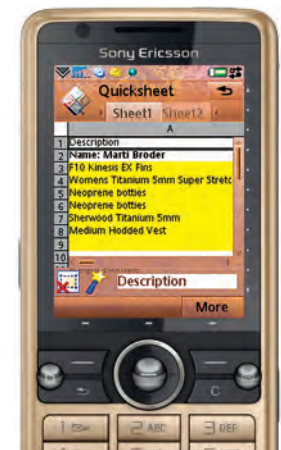 Sony Ericsson
Quicksheet
Sheet1 Sheet2
A
1 Description
2 Name: Marti Broder
3 F10 Kinesis EX Fins
4 Womens Titanium 5mm Super Stretc
5 Neoprene botties
6 Neoprene botties
7 Sherwood Titanium 5mm
8 Medium Hodded Vest
9
10
Description
More
C
1
2 ABC
3 DEF